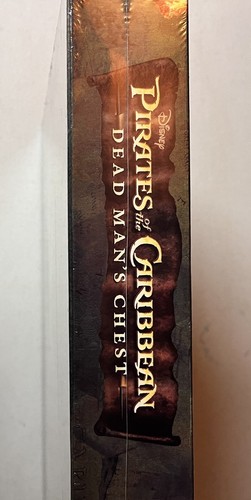 Disney
PIRATES of the CARIBBEAN
DEAD MAN'S CHEST